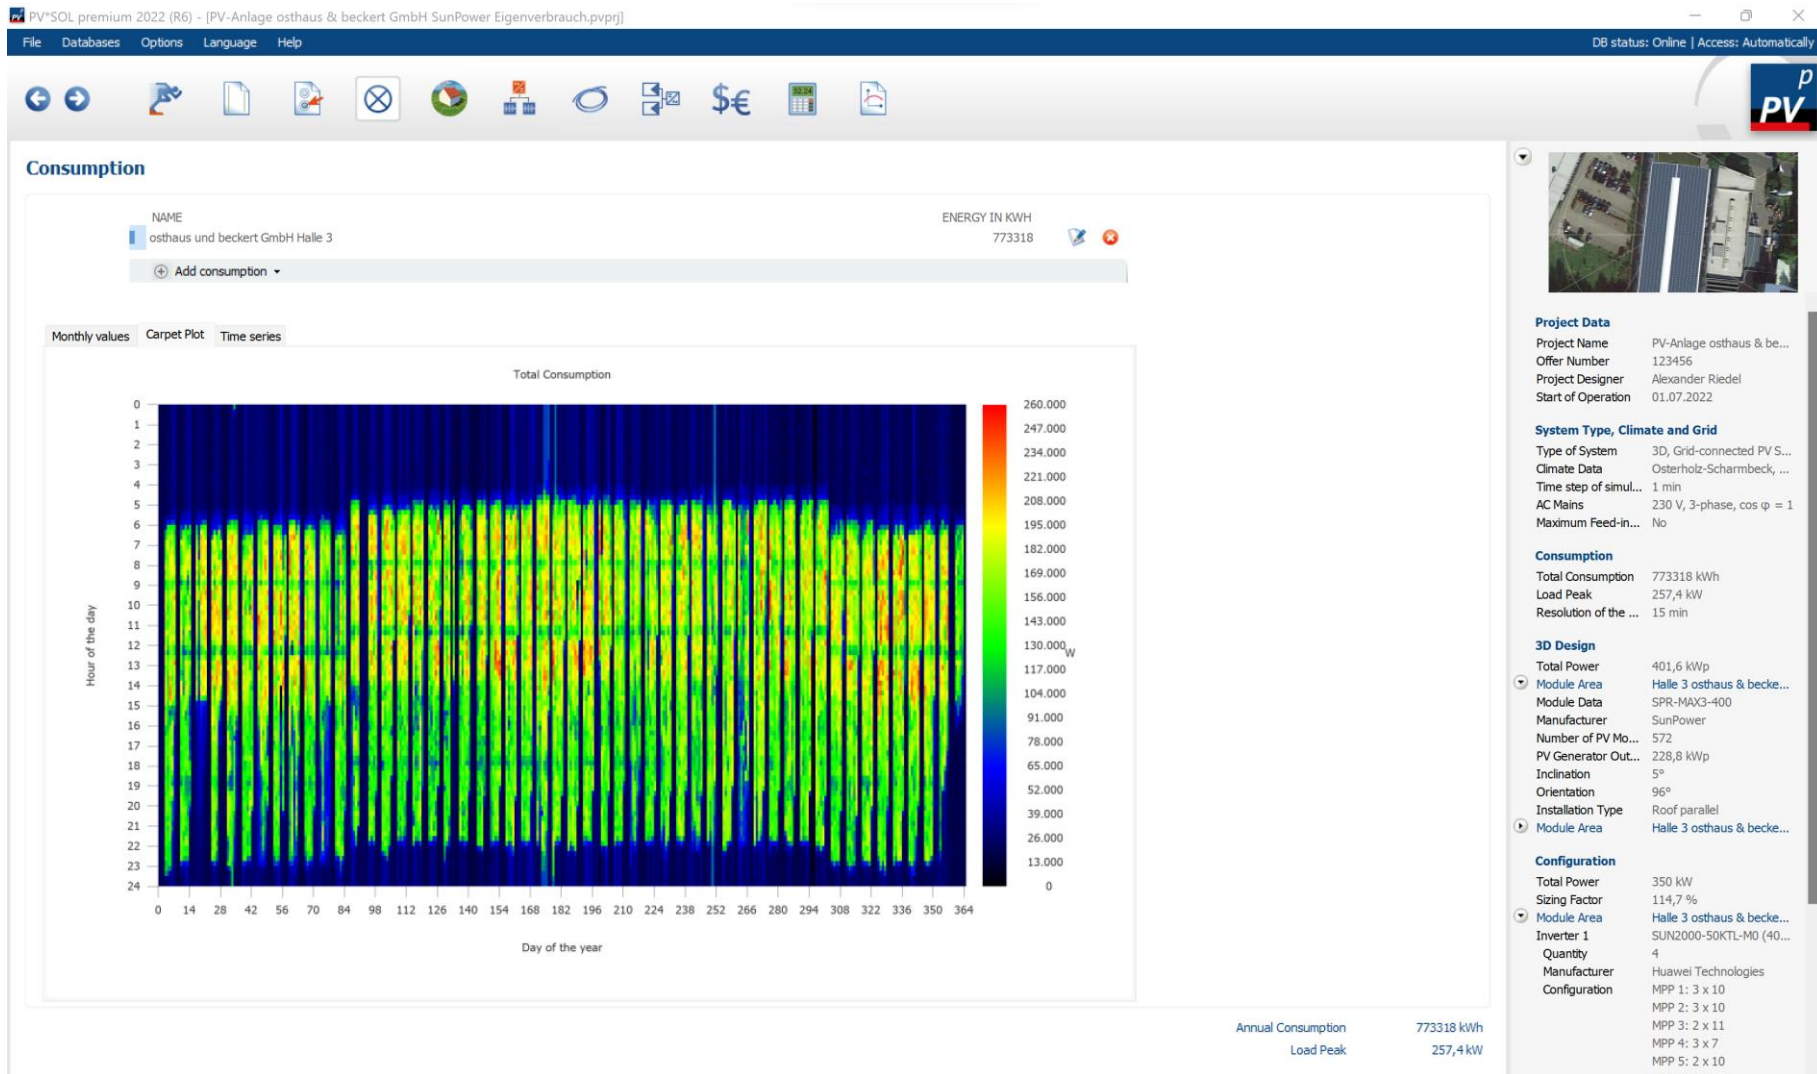 PV*SOL premium 2022 (R6) - [PV-Anlage osthaus & beckert GmbH SunPower Eigenverbrauch.pvprj]
File Databases Options Language Help
DB status: Online | Access: Automatically
$€
p
PV
Consumption
NAME
ENERGY IN KWH
osthaus und beckert GmbH Halle 3
773318
Add consumption
Monthly values Carpet Plot Time series
Total Consumption
0
1
2
3
4
5
6
7
8
9
10
11
12
13
14
15
16
17
18
19
20
21
22
23
24
Hour of the day
0 14 28 42 56 70 84 98 112 126 140 154 168 182 196 210 224 238 252 266 280 294 308 322 336 350 364
Day of the year
260.000
247.000
234.000
221.000
208.000
195.000
182.000
169.000
156.000
143.000
130.000
117.000
104.000
91.000
78.000
65.000
52.000
39.000
26.000
13.000
0
W
Annual Consumption 773318 kWh
Load Peak 257,4 kW
Project Data
Project Name PV-Anlage osthaus & be...
Offer Number 123456
Project Designer Alexander Riedel
Start of Operation 01.07.2022
System Type, Climate and Grid
Type of System 3D, Grid-connected PV S...
Climate Data Osterholz-Scharmbeck, ...
Time step of simul... 1 min
AC Mains 230 V, 3-phase, cos φ = 1
Maximum Feed-in... No
Consumption
Total Consumption 773318 kWh
Load Peak 257,4 kW
Resolution of the ... 15 min
3D Design
Total Power 401,6 kWp
Module Area Halle 3 osthaus & becke...
Module Data SPR-MAX3-400
Manufacturer SunPower
Number of PV Mo... 572
PV Generator Out... 228,8 kWp
Inclination 5°
Orientation 96°
Installation Type Roof parallel
Module Area Halle 3 osthaus & becke...
Configuration
Total Power 350 kW
Sizing Factor 114,7 %
Module Area Halle 3 osthaus & becke...
Inverter 1 SUN2000-50KTL-M0 (40...
Quantity 4
Manufacturer Huawei Technologies
Configuration MPP 1: 3 x 10
MPP 2: 3 x 10
MPP 3: 2 x 11
MPP 4: 3 x 7
MPP 5: 2 x 10